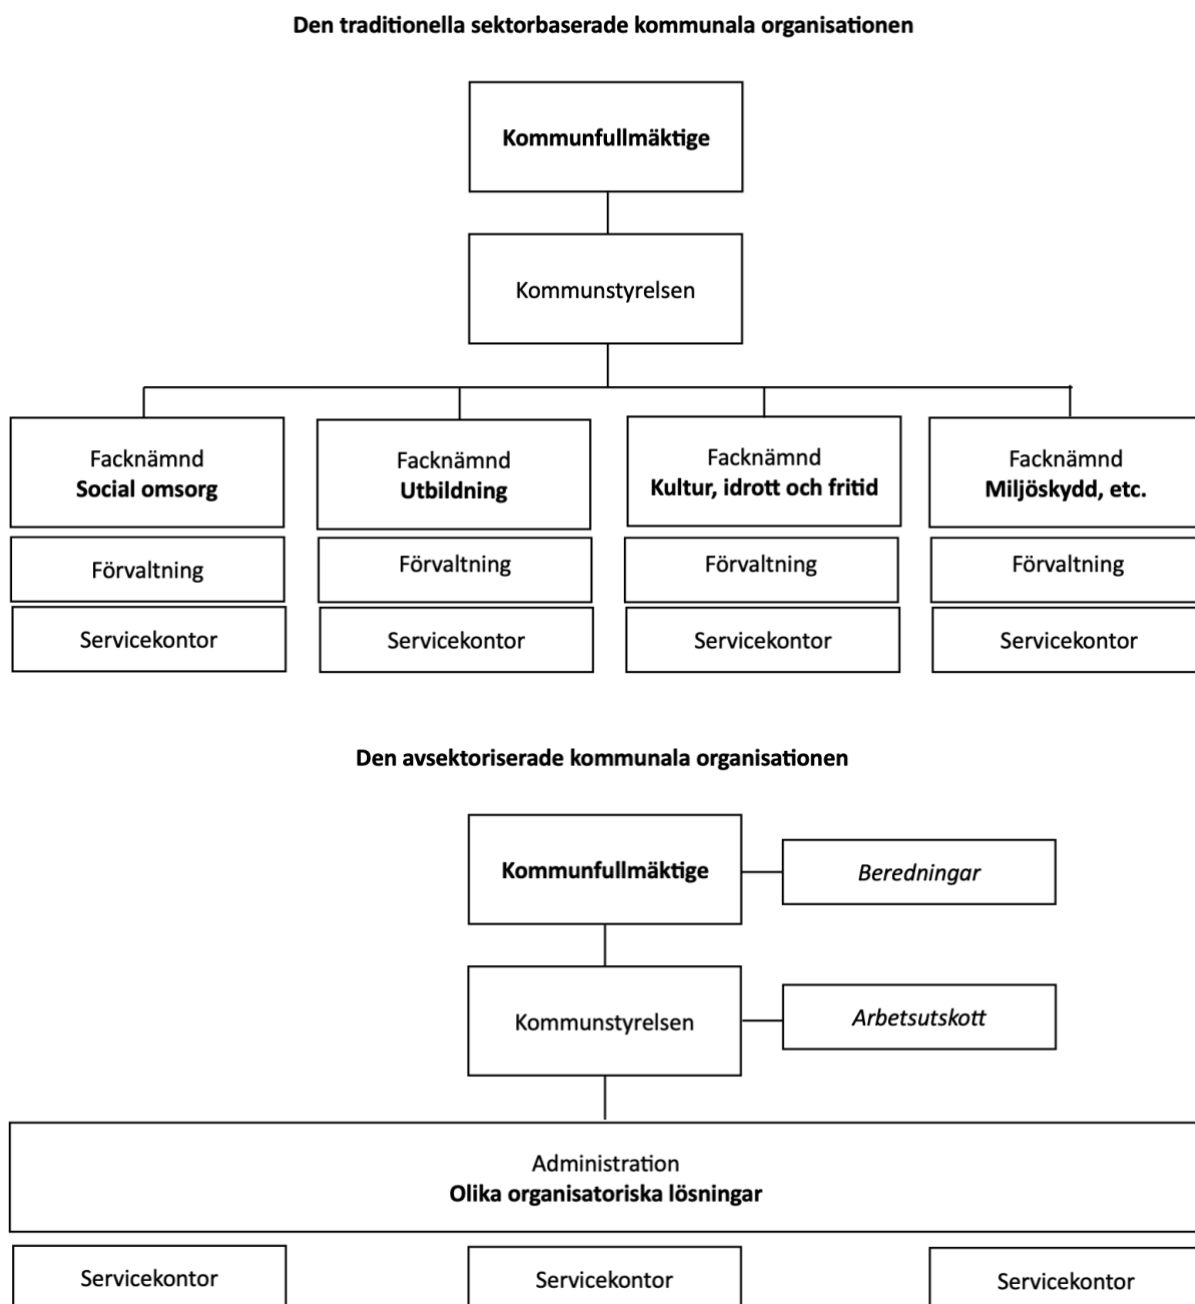 Den traditionella sektorbaserade kommunala organisationen
Kommunfullmäktige
Kommunstyrelsen
Facknämnd
Social omsorg
Facknämnd
Utbildning
Facknämnd
Kultur, idrott och fritid
Facknämnd
Miljöskydd, etc.
Förvaltning
Förvaltning
Förvaltning
Förvaltning
Servicekontor
Servicekontor
Servicekontor
Servicekontor
Den avsektoriserade kommunala organisationen
Kommunfullmäktige
Beredningar
Kommunstyrelsen
Arbetsutskott
Administration
Olika organisatoriska lösningar
Servicekontor
Servicekontor
Servicekontor